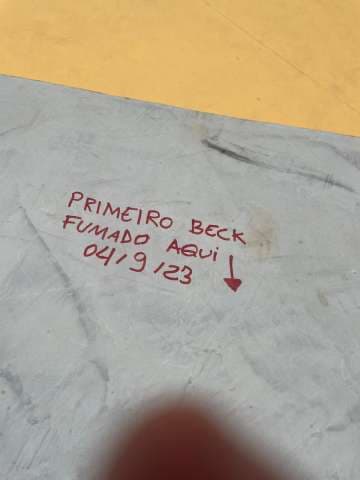 PRIMEIRO BECK
FUMADO AQUI
04/9/23